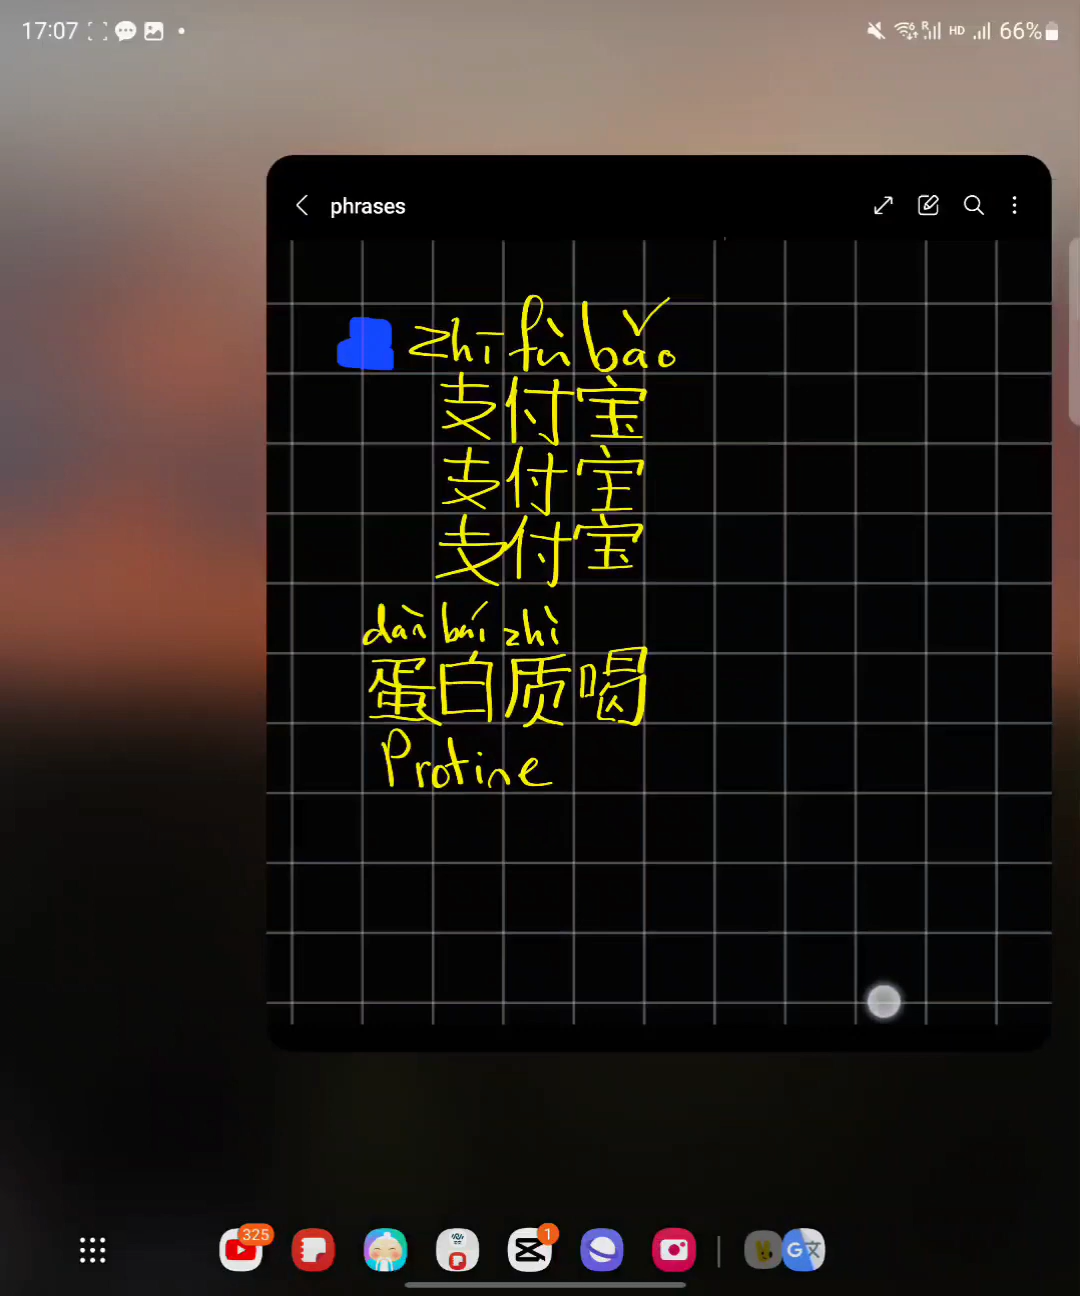 17:07 R HD 66%
phrases
zhī fù bǎo
支付宝
支付宝
支付宝
dàn bái zhì
蛋白质喝
Protine
325 1